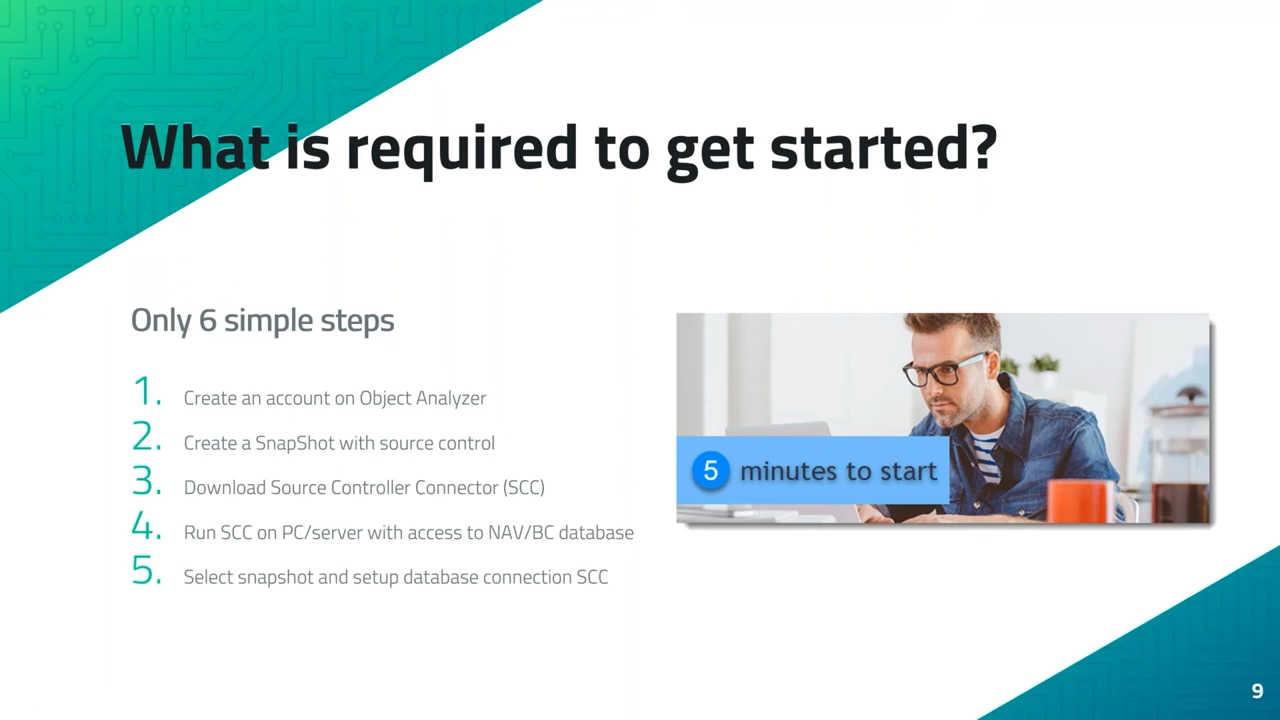 What is required to get started?
Only 6 simple steps
1. Create an account on Object Analyzer
2. Create a SnapShot with source control
3. Download Source Controller Connector (SCC)
4. Run SCC on PC/server with access to NAV/BC database
5. Select snapshot and setup database connection SCC
5 minutes to start
9